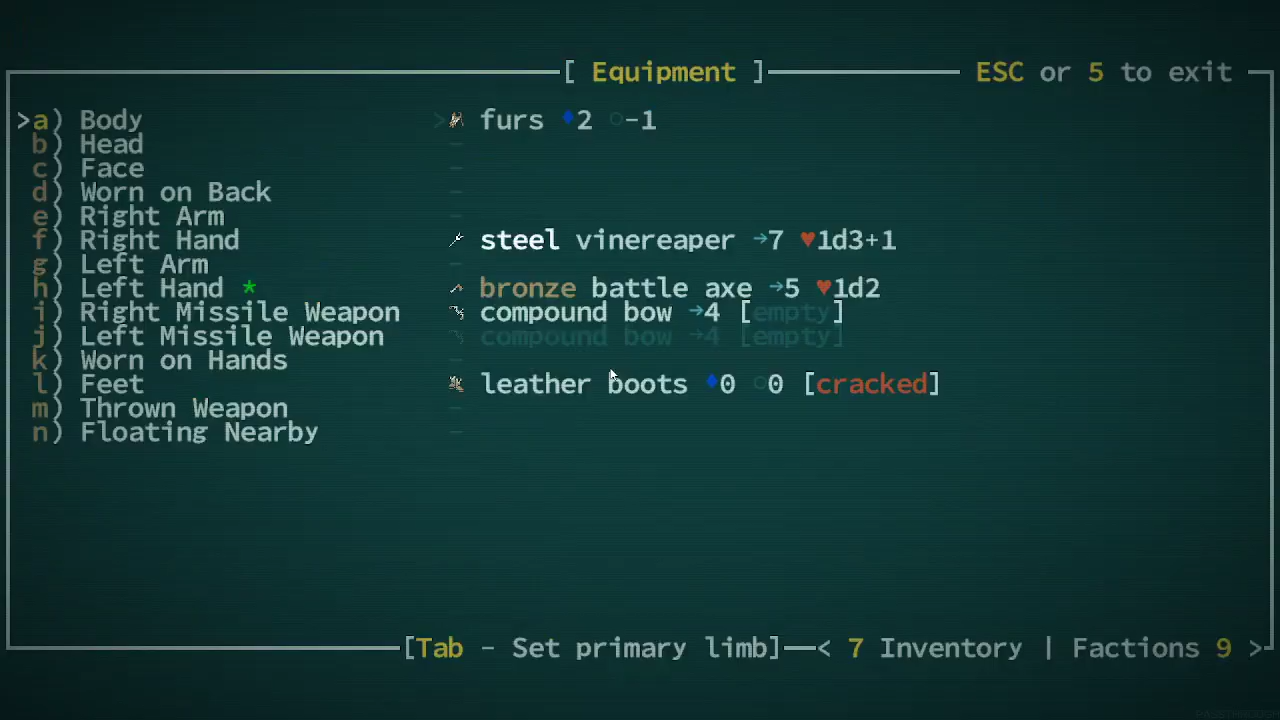 [ Equipment ] ESC or 5 to exit
>a) Body > furs ♦2 ○-1
b) Head –
c) Face –
d) Worn on Back –
e) Right Arm –
f) Right Hand steel vinereaper →7 ♥1d3+1
g) Left Arm –
h) Left Hand * bronze battle axe →5 ♥1d2
i) Right Missile Weapon compound bow →4 [empty]
j) Left Missile Weapon compound bow →4 [empty]
k) Worn on Hands –
l) Feet leather boots ♦0 ○0 [cracked]
m) Thrown Weapon –
n) Floating Nearby –
[Tab - Set primary limb] < 7 Inventory | Factions 9 >